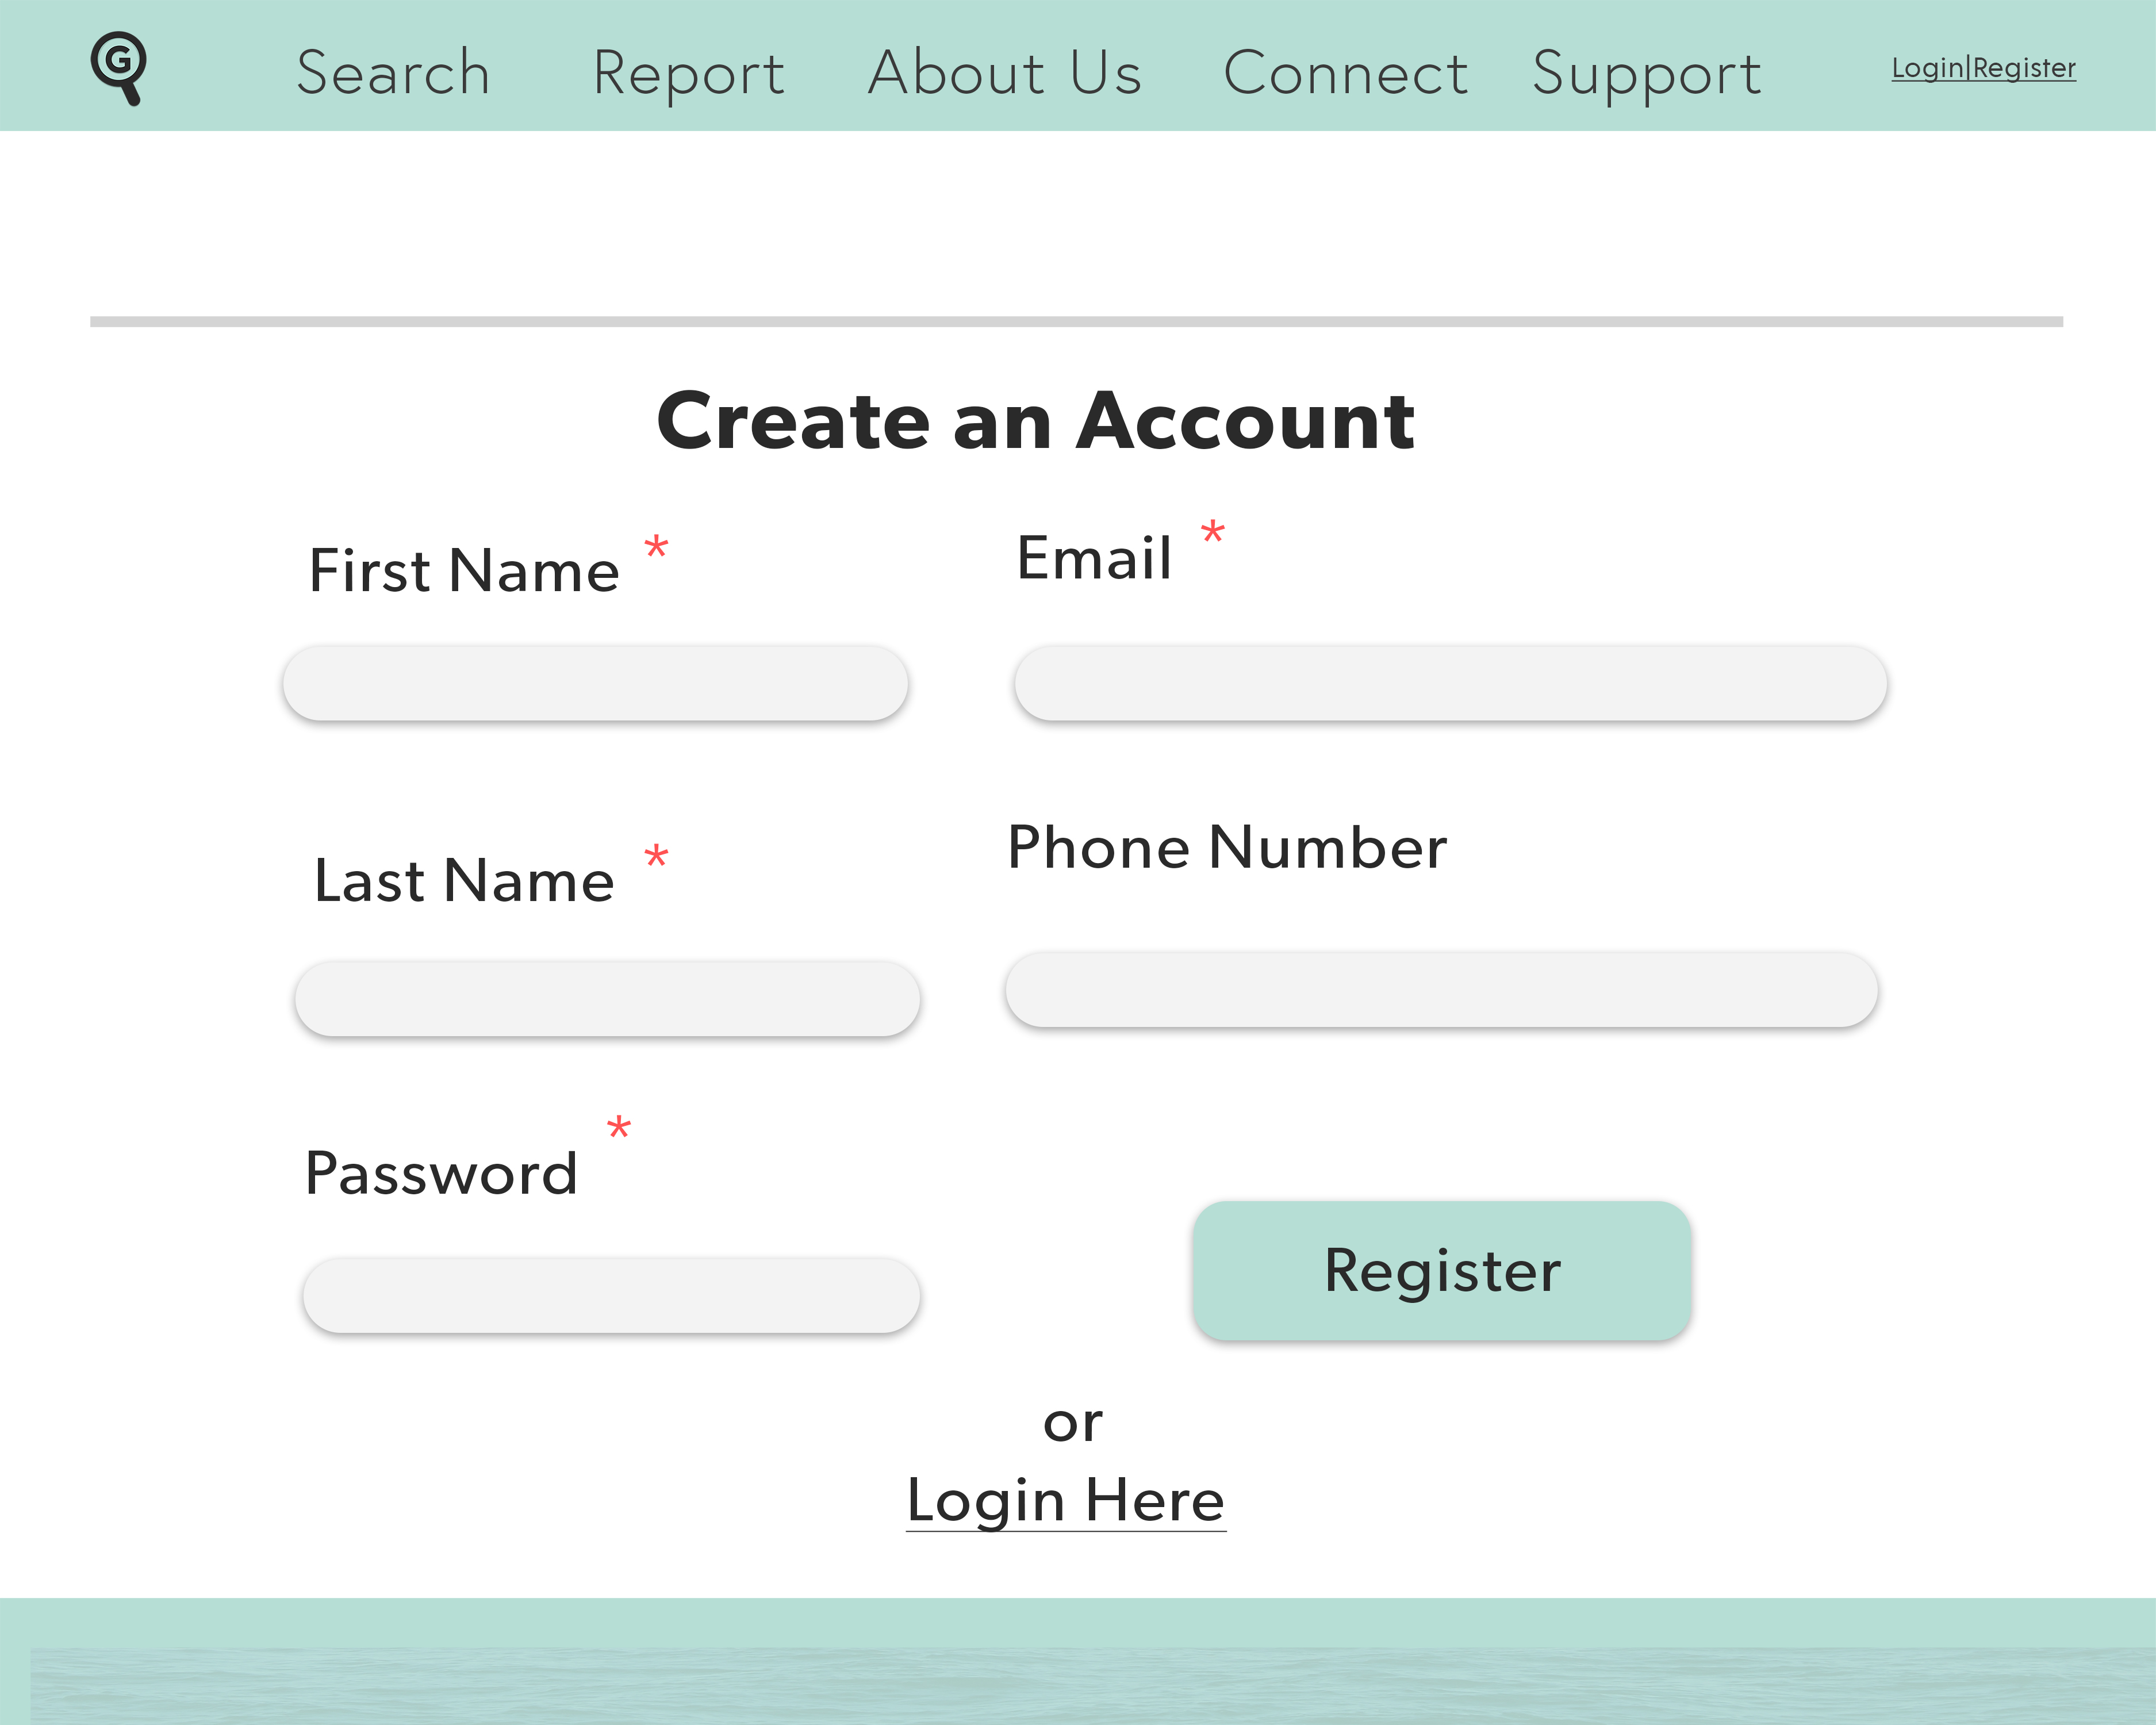 G
Search Report About Us Connect Support Login|Register
Create an Account
First Name *
Email *
Last Name *
Phone Number
Password *
Register
or
Login Here